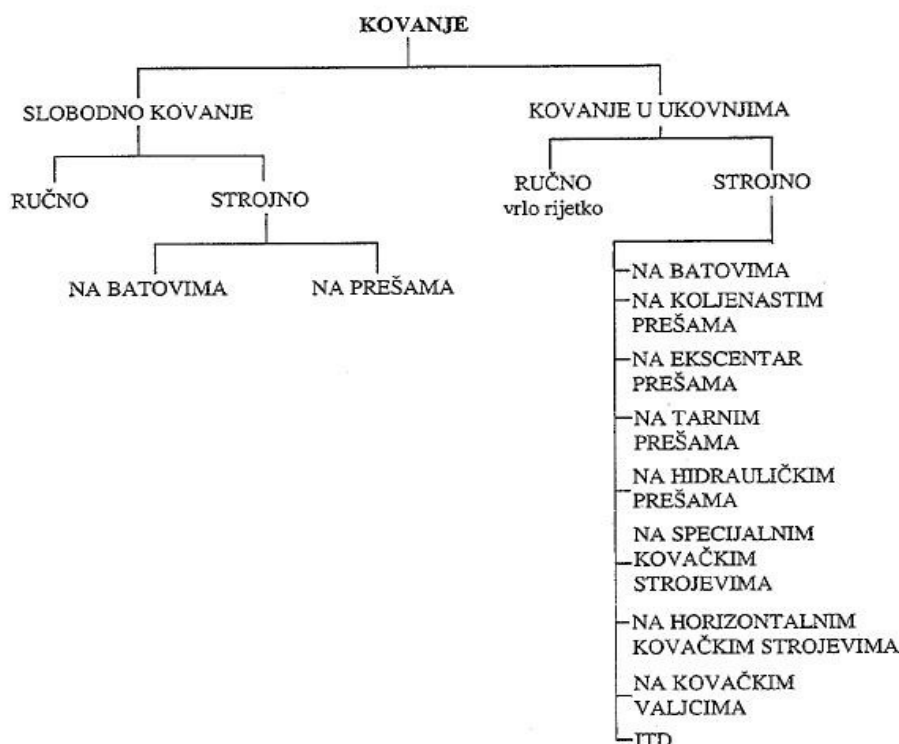 KOVANJE
SLOBODNO KOVANJE
KOVANJE U UKOVNJIMA
RUČNO
STROJNO
RUČNO
vrlo rijetko
STROJNO
NA BATOVIMA
NA PREŠAMA
NA BATOVIMA
NA KOLJENASTIM
PREŠAMA
NA EKSCENTAR
PREŠAMA
NA TARNIM
PREŠAMA
NA HIDRAULIČKIM
PREŠAMA
NA SPECIJALNIM
KOVAČKIM
STROJEVIMA
NA HORIZONTALNIM
KOVAČKIM STROJEVIMA
NA KOVAČKIM
VALJCIMA
ITD